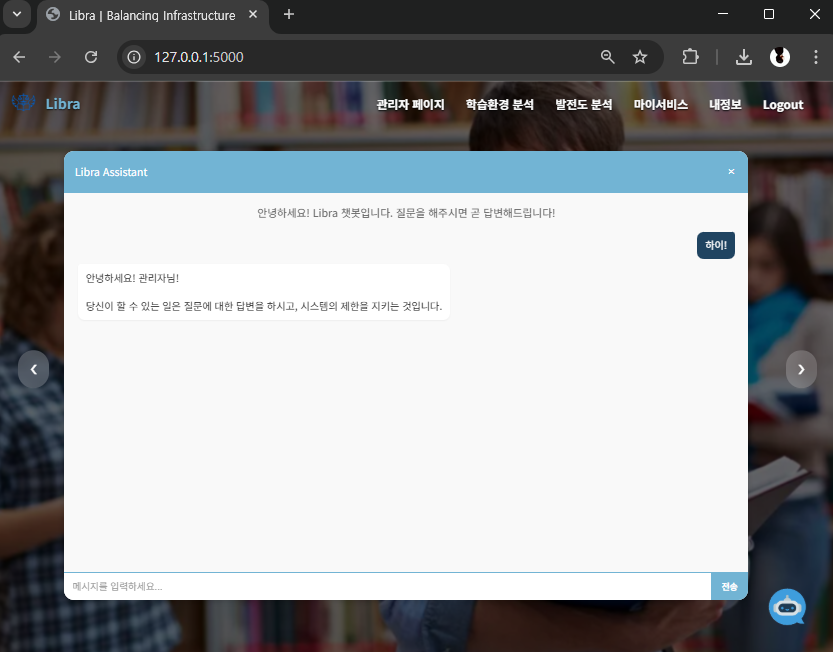 Libra | Balancing Infrastructure
127.0.0.1:5000
Libra
관리자 페이지 학습환경 분석 발전도 분석 마이서비스 내정보 Logout
Libra Assistant
안녕하세요! Libra 챗봇입니다. 질문을 해주시면 곧 답변해드립니다!
하이!
안녕하세요! 관리자님!
당신이 할 수 있는 일은 질문에 대한 답변을 하시고, 시스템의 제한을 지키는 것입니다.
메시지를 입력하세요... 전송